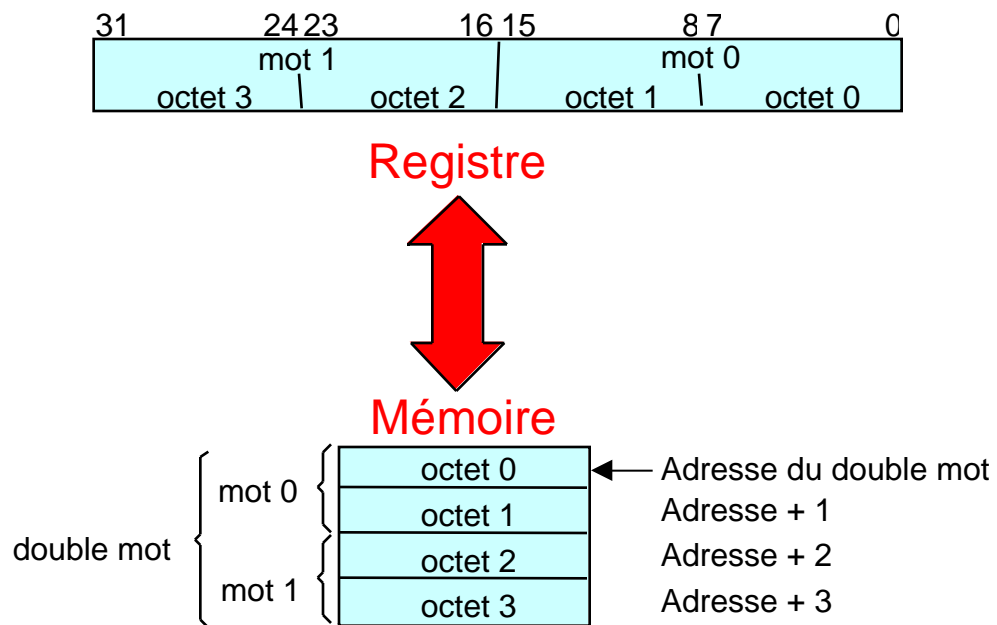 31 24 23 16 15 8 7 0
mot 1 mot 0
octet 3 octet 2 octet 1 octet 0
Registre
Mémoire
octet 0 Adresse du double mot
mot 0
octet 1 Adresse + 1
double mot
octet 2 Adresse + 2
mot 1
octet 3 Adresse + 3